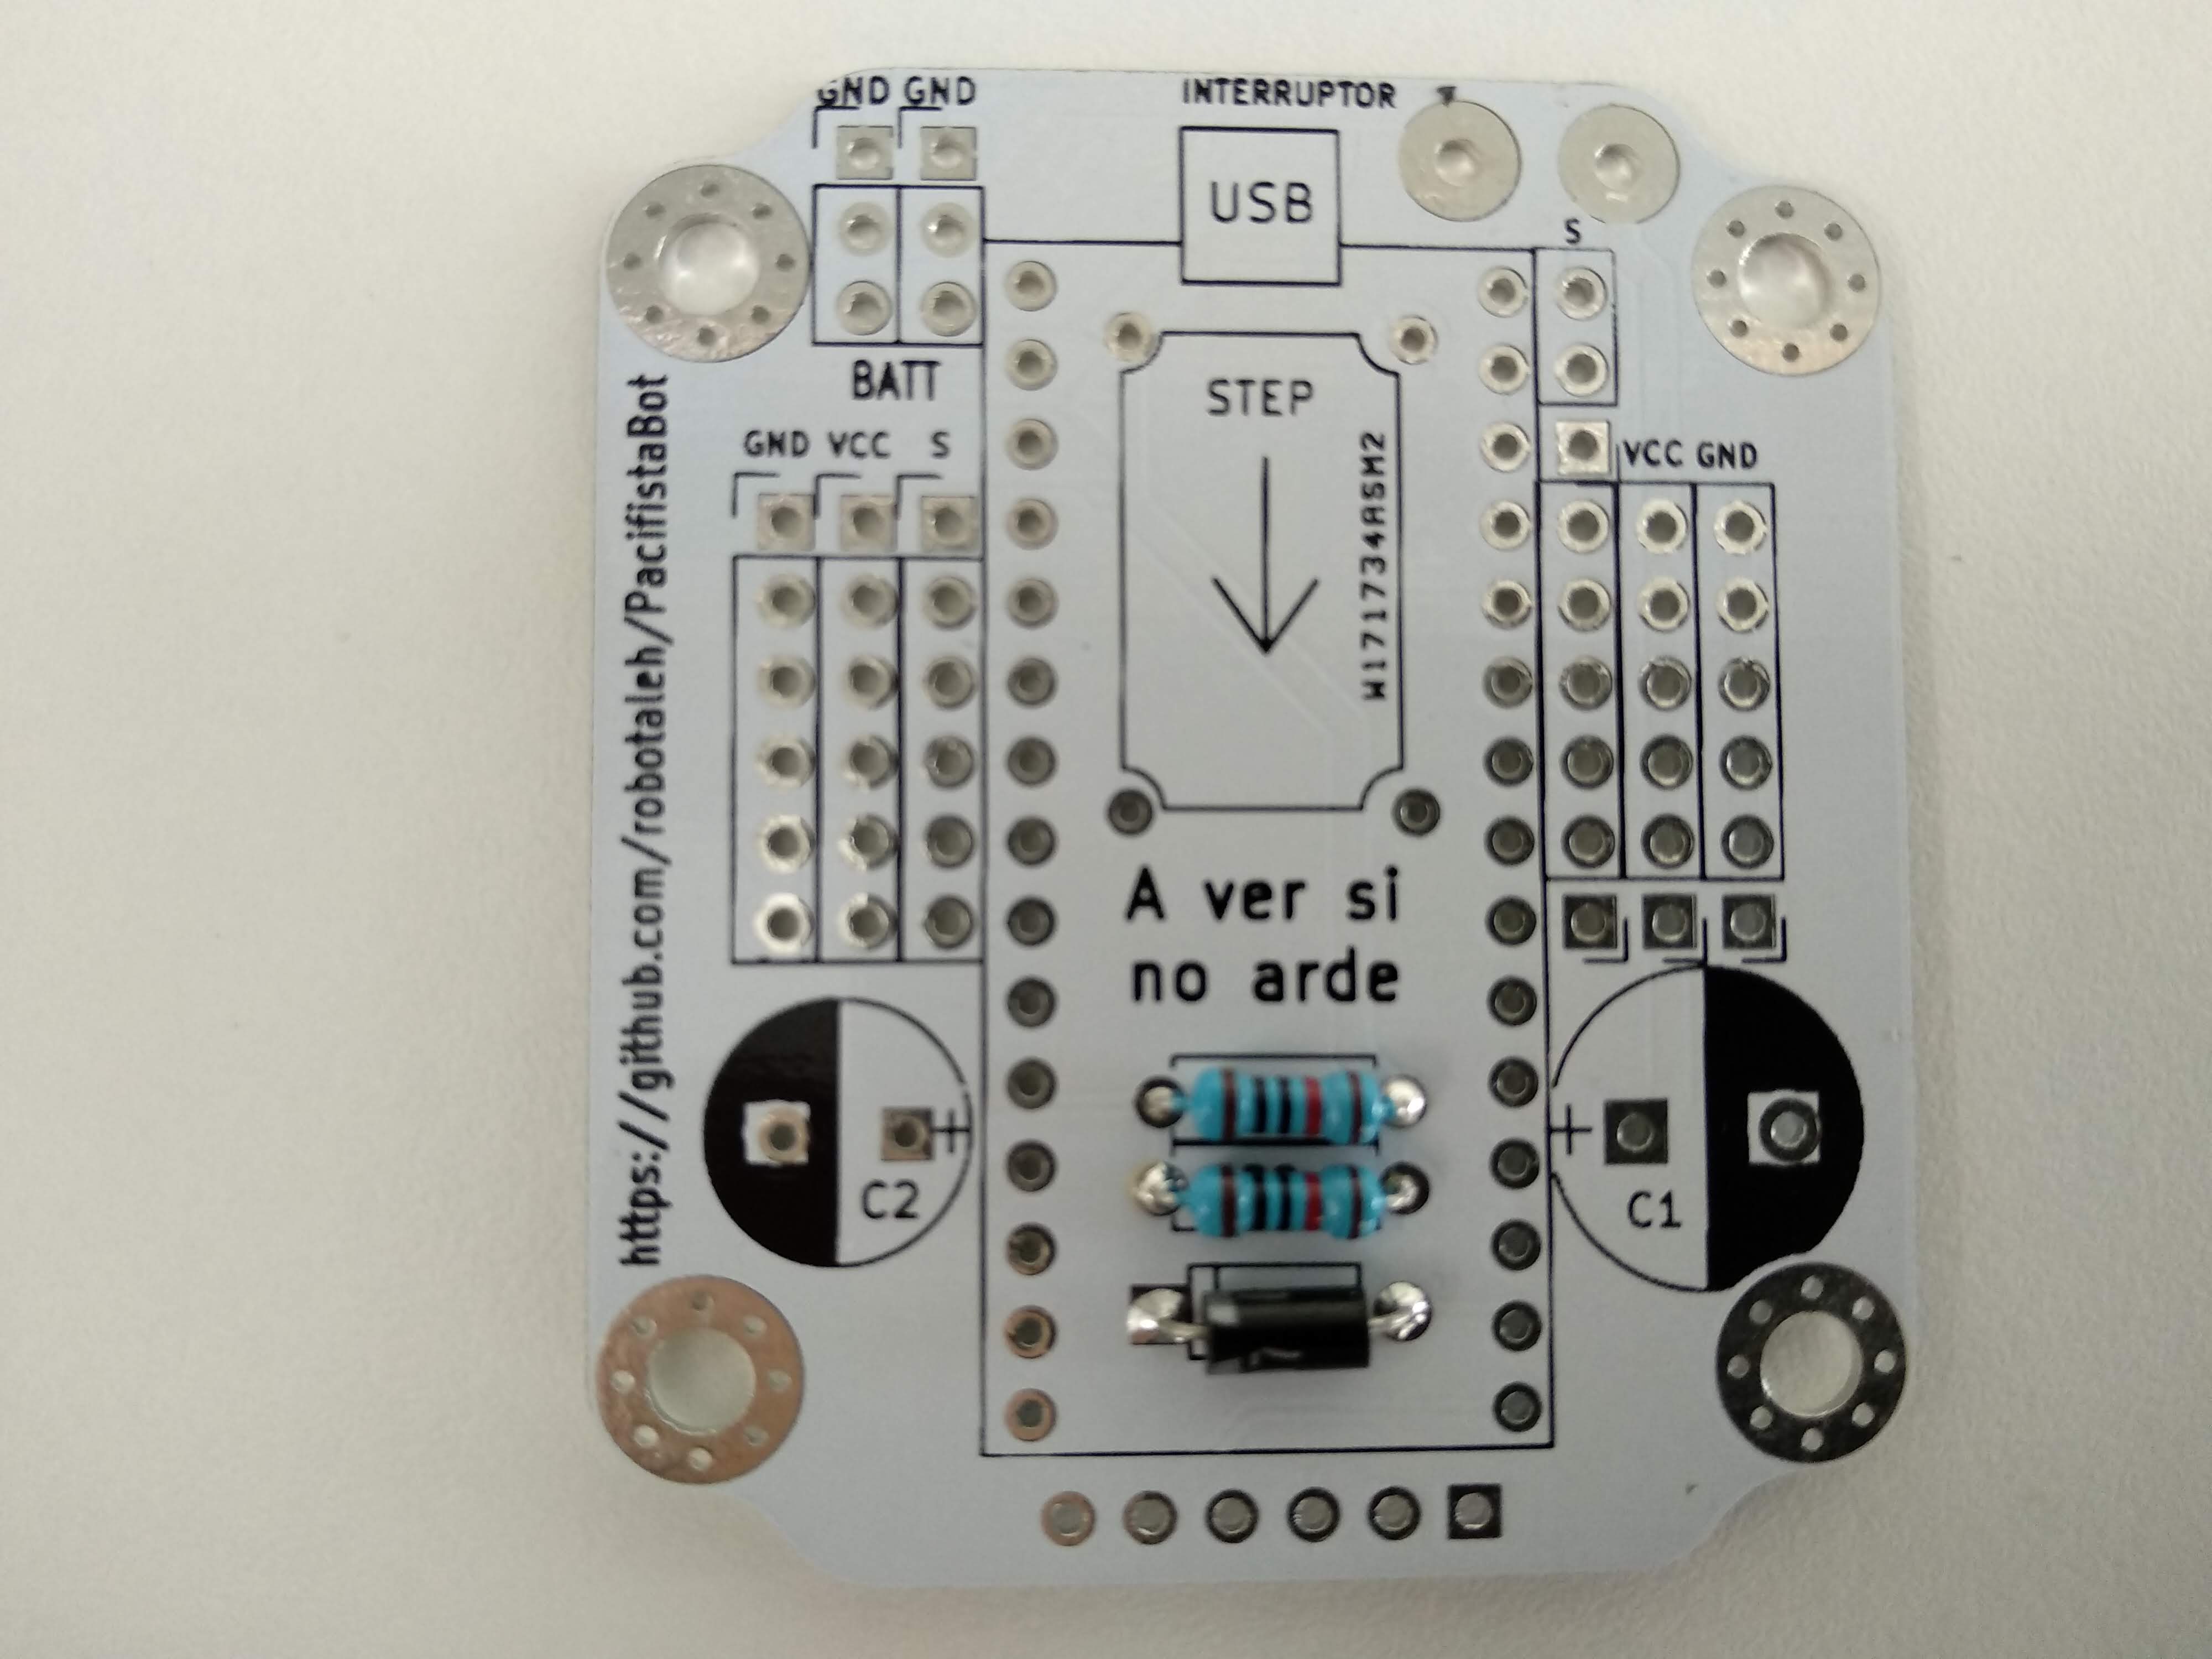 GND GND
INTERRUPTOR
USB
S
BATT
STEP
W171734ASM2
GND VCC S
VCC GND
https://github.com/robotaleh/PacifistaBot
A ver si
no arde
+
C2
+
C1